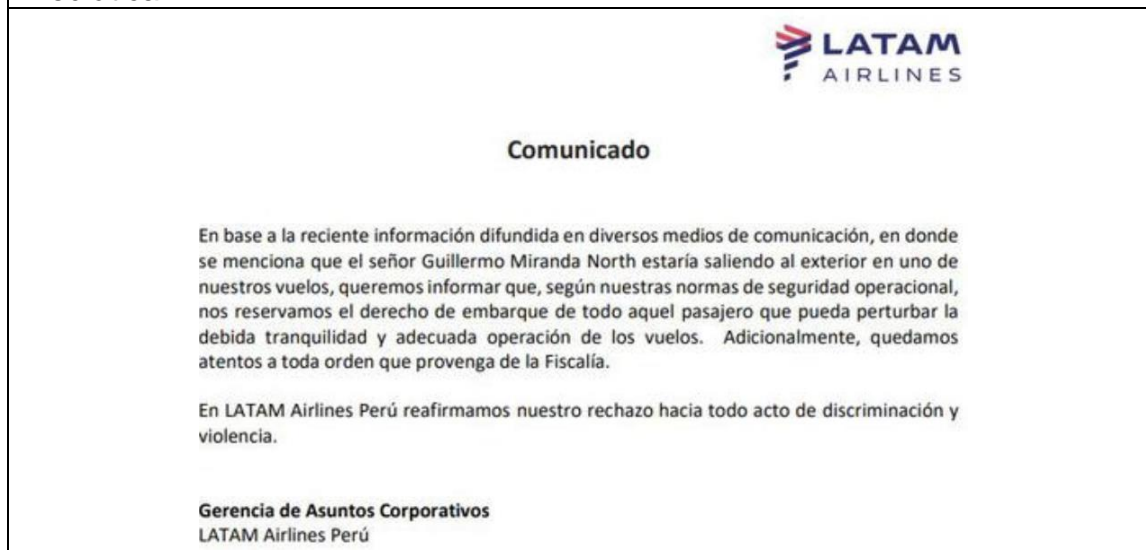 LATAM
AIRLINES
Comunicado
En base a la reciente información difundida en diversos medios de comunicación, en donde
se menciona que el señor Guillermo Miranda North estaría saliendo al exterior en uno de
nuestros vuelos, queremos informar que, según nuestras normas de seguridad operacional,
nos reservamos el derecho de embarque de todo aquel pasajero que pueda perturbar la
debida tranquilidad y adecuada operación de los vuelos. Adicionalmente, quedamos
atentos a toda orden que provenga de la Fiscalía.
En LATAM Airlines Perú reafirmamos nuestro rechazo hacia todo acto de discriminación y
violencia.
Gerencia de Asuntos Corporativos
LATAM Airlines Perú